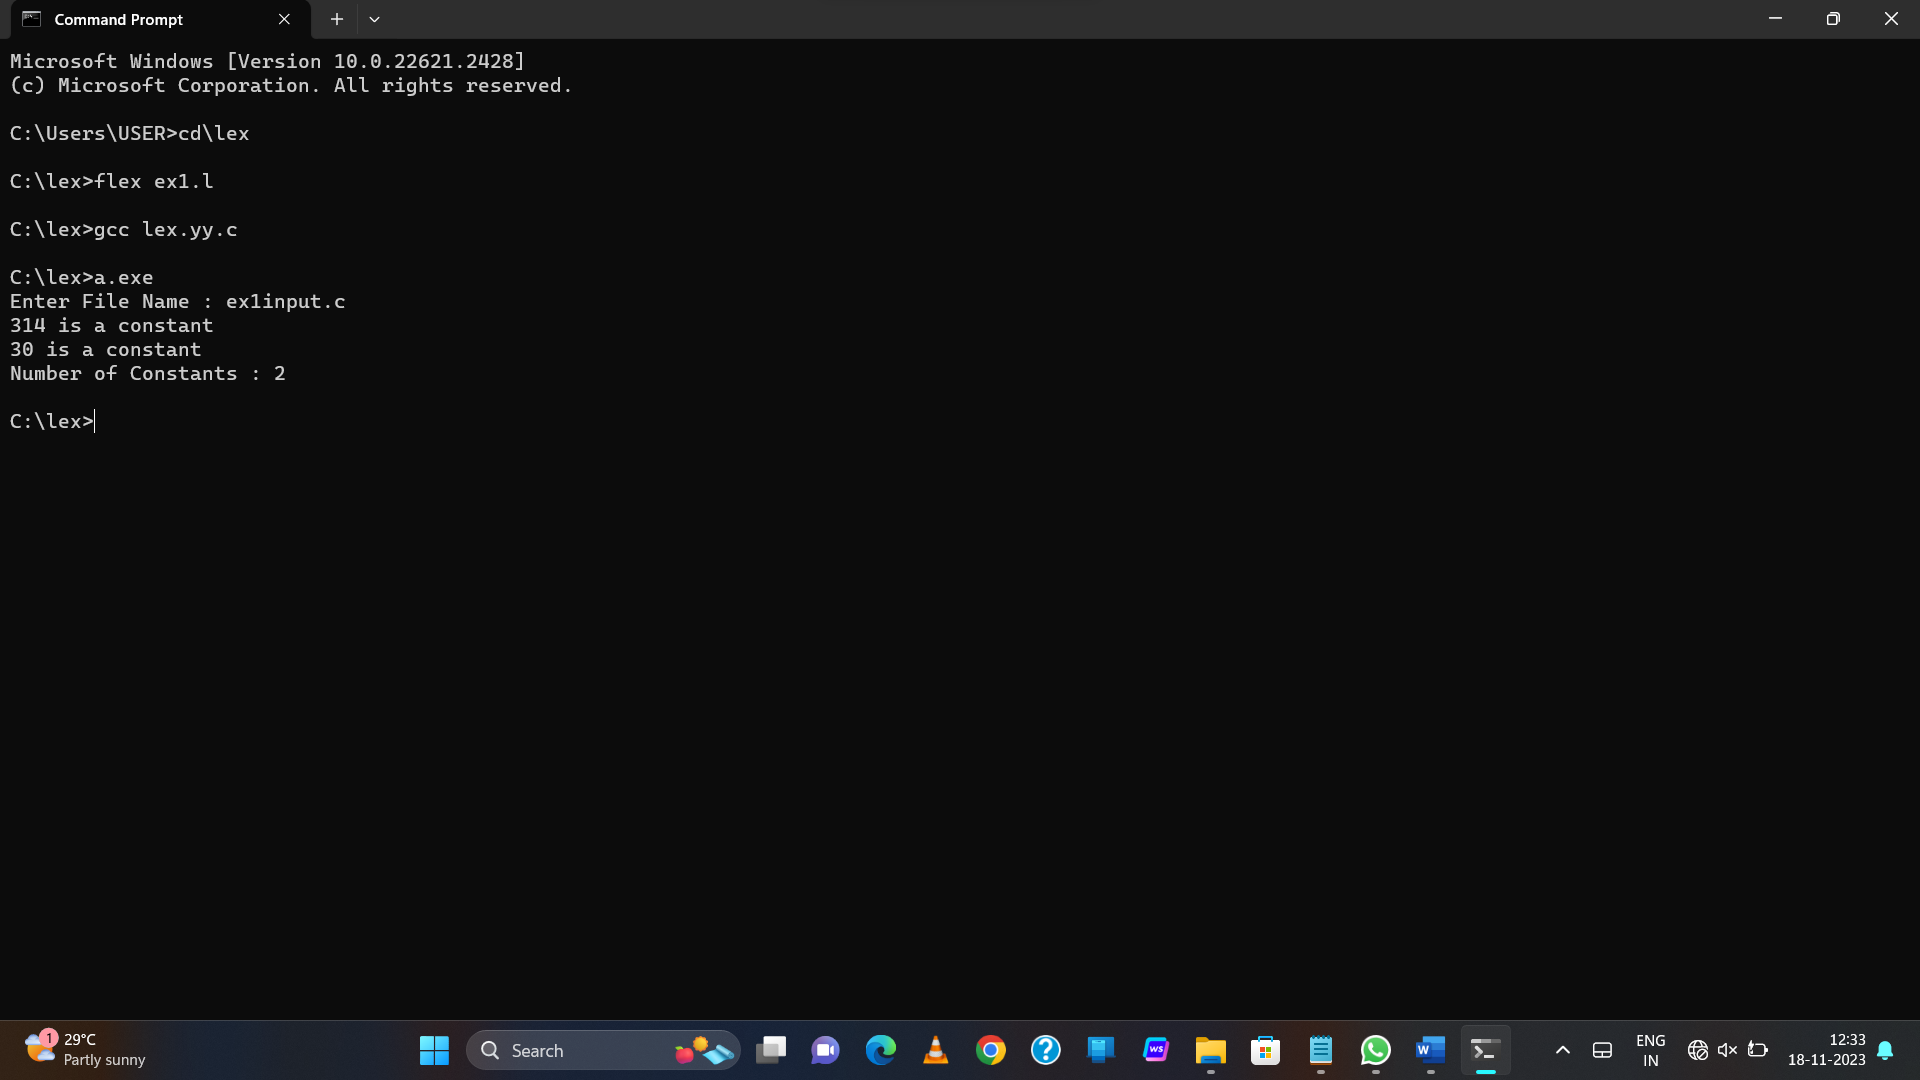 Command Prompt
Microsoft Windows [Version 10.0.22621.2428]
(c) Microsoft Corporation. All rights reserved.
C:\Users\USER>cd\lex
C:\lex>flex ex1.l
C:\lex>gcc lex.yy.c
C:\lex>a.exe
Enter File Name : ex1input.c
314 is a constant
30 is a constant
Number of Constants : 2
C:\lex>
1
29°C
Partly sunny
Search
ws
W
ENG
IN
12:33
18-11-2023